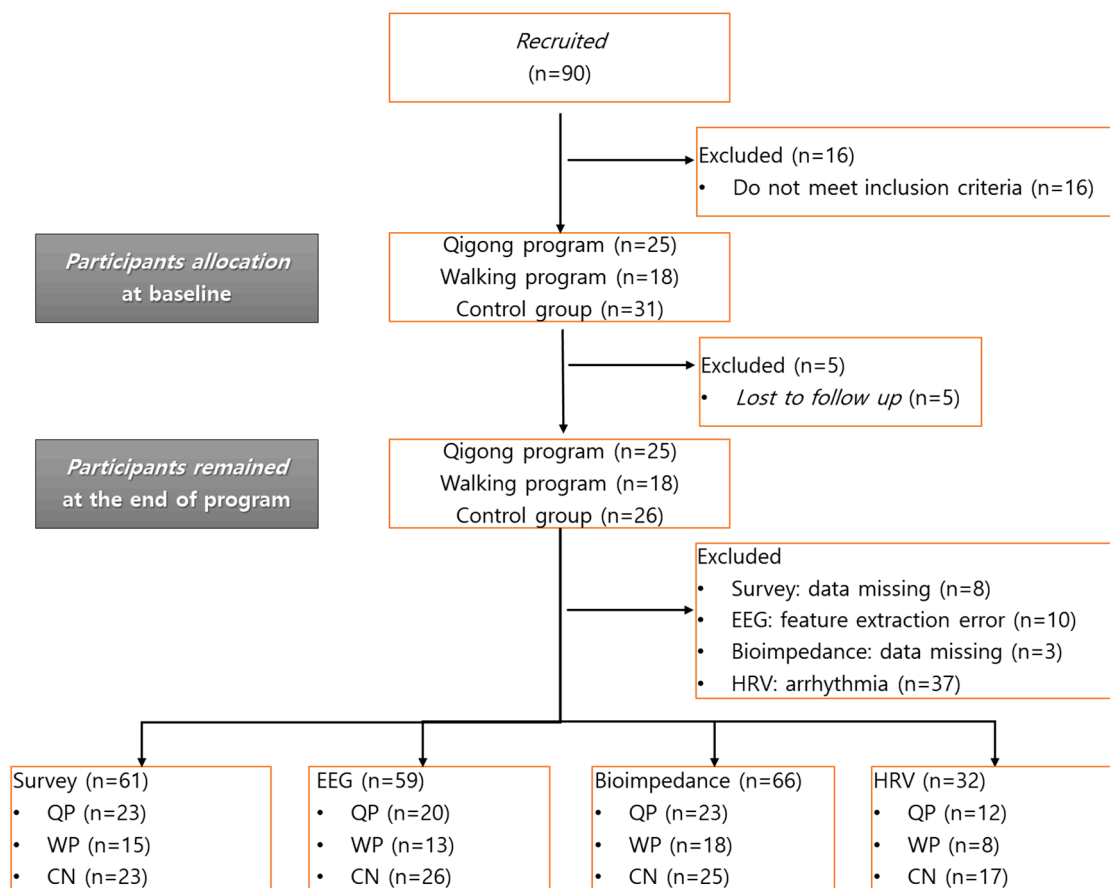 Recruited
(n=90)
Excluded (n=16)
• Do not meet inclusion criteria (n=16)
Participants allocation
at baseline
Qigong program (n=25)
Walking program (n=18)
Control group (n=31)
Excluded (n=5)
• Lost to follow up (n=5)
Participants remained
at the end of program
Qigong program (n=25)
Walking program (n=18)
Control group (n=26)
Excluded
• Survey: data missing (n=8)
• EEG: feature extraction error (n=10)
• Bioimpedance: data missing (n=3)
• HRV: arrhythmia (n=37)
Survey (n=61)
• QP (n=23)
• WP (n=15)
• CN (n=23)
EEG (n=59)
• QP (n=20)
• WP (n=13)
• CN (n=26)
Bioimpedance (n=66)
• QP (n=23)
• WP (n=18)
• CN (n=25)
HRV (n=32)
• QP (n=12)
• WP (n=8)
• CN (n=17)